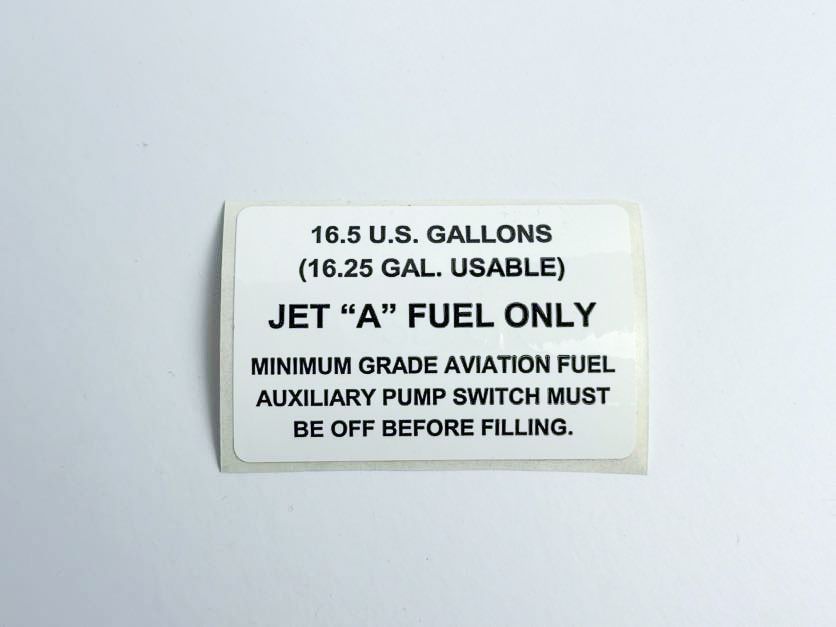 16.5 U.S. GALLONS
(16.25 GAL. USABLE)
JET “A” FUEL ONLY
MINIMUM GRADE AVIATION FUEL
AUXILIARY PUMP SWITCH MUST
BE OFF BEFORE FILLING.